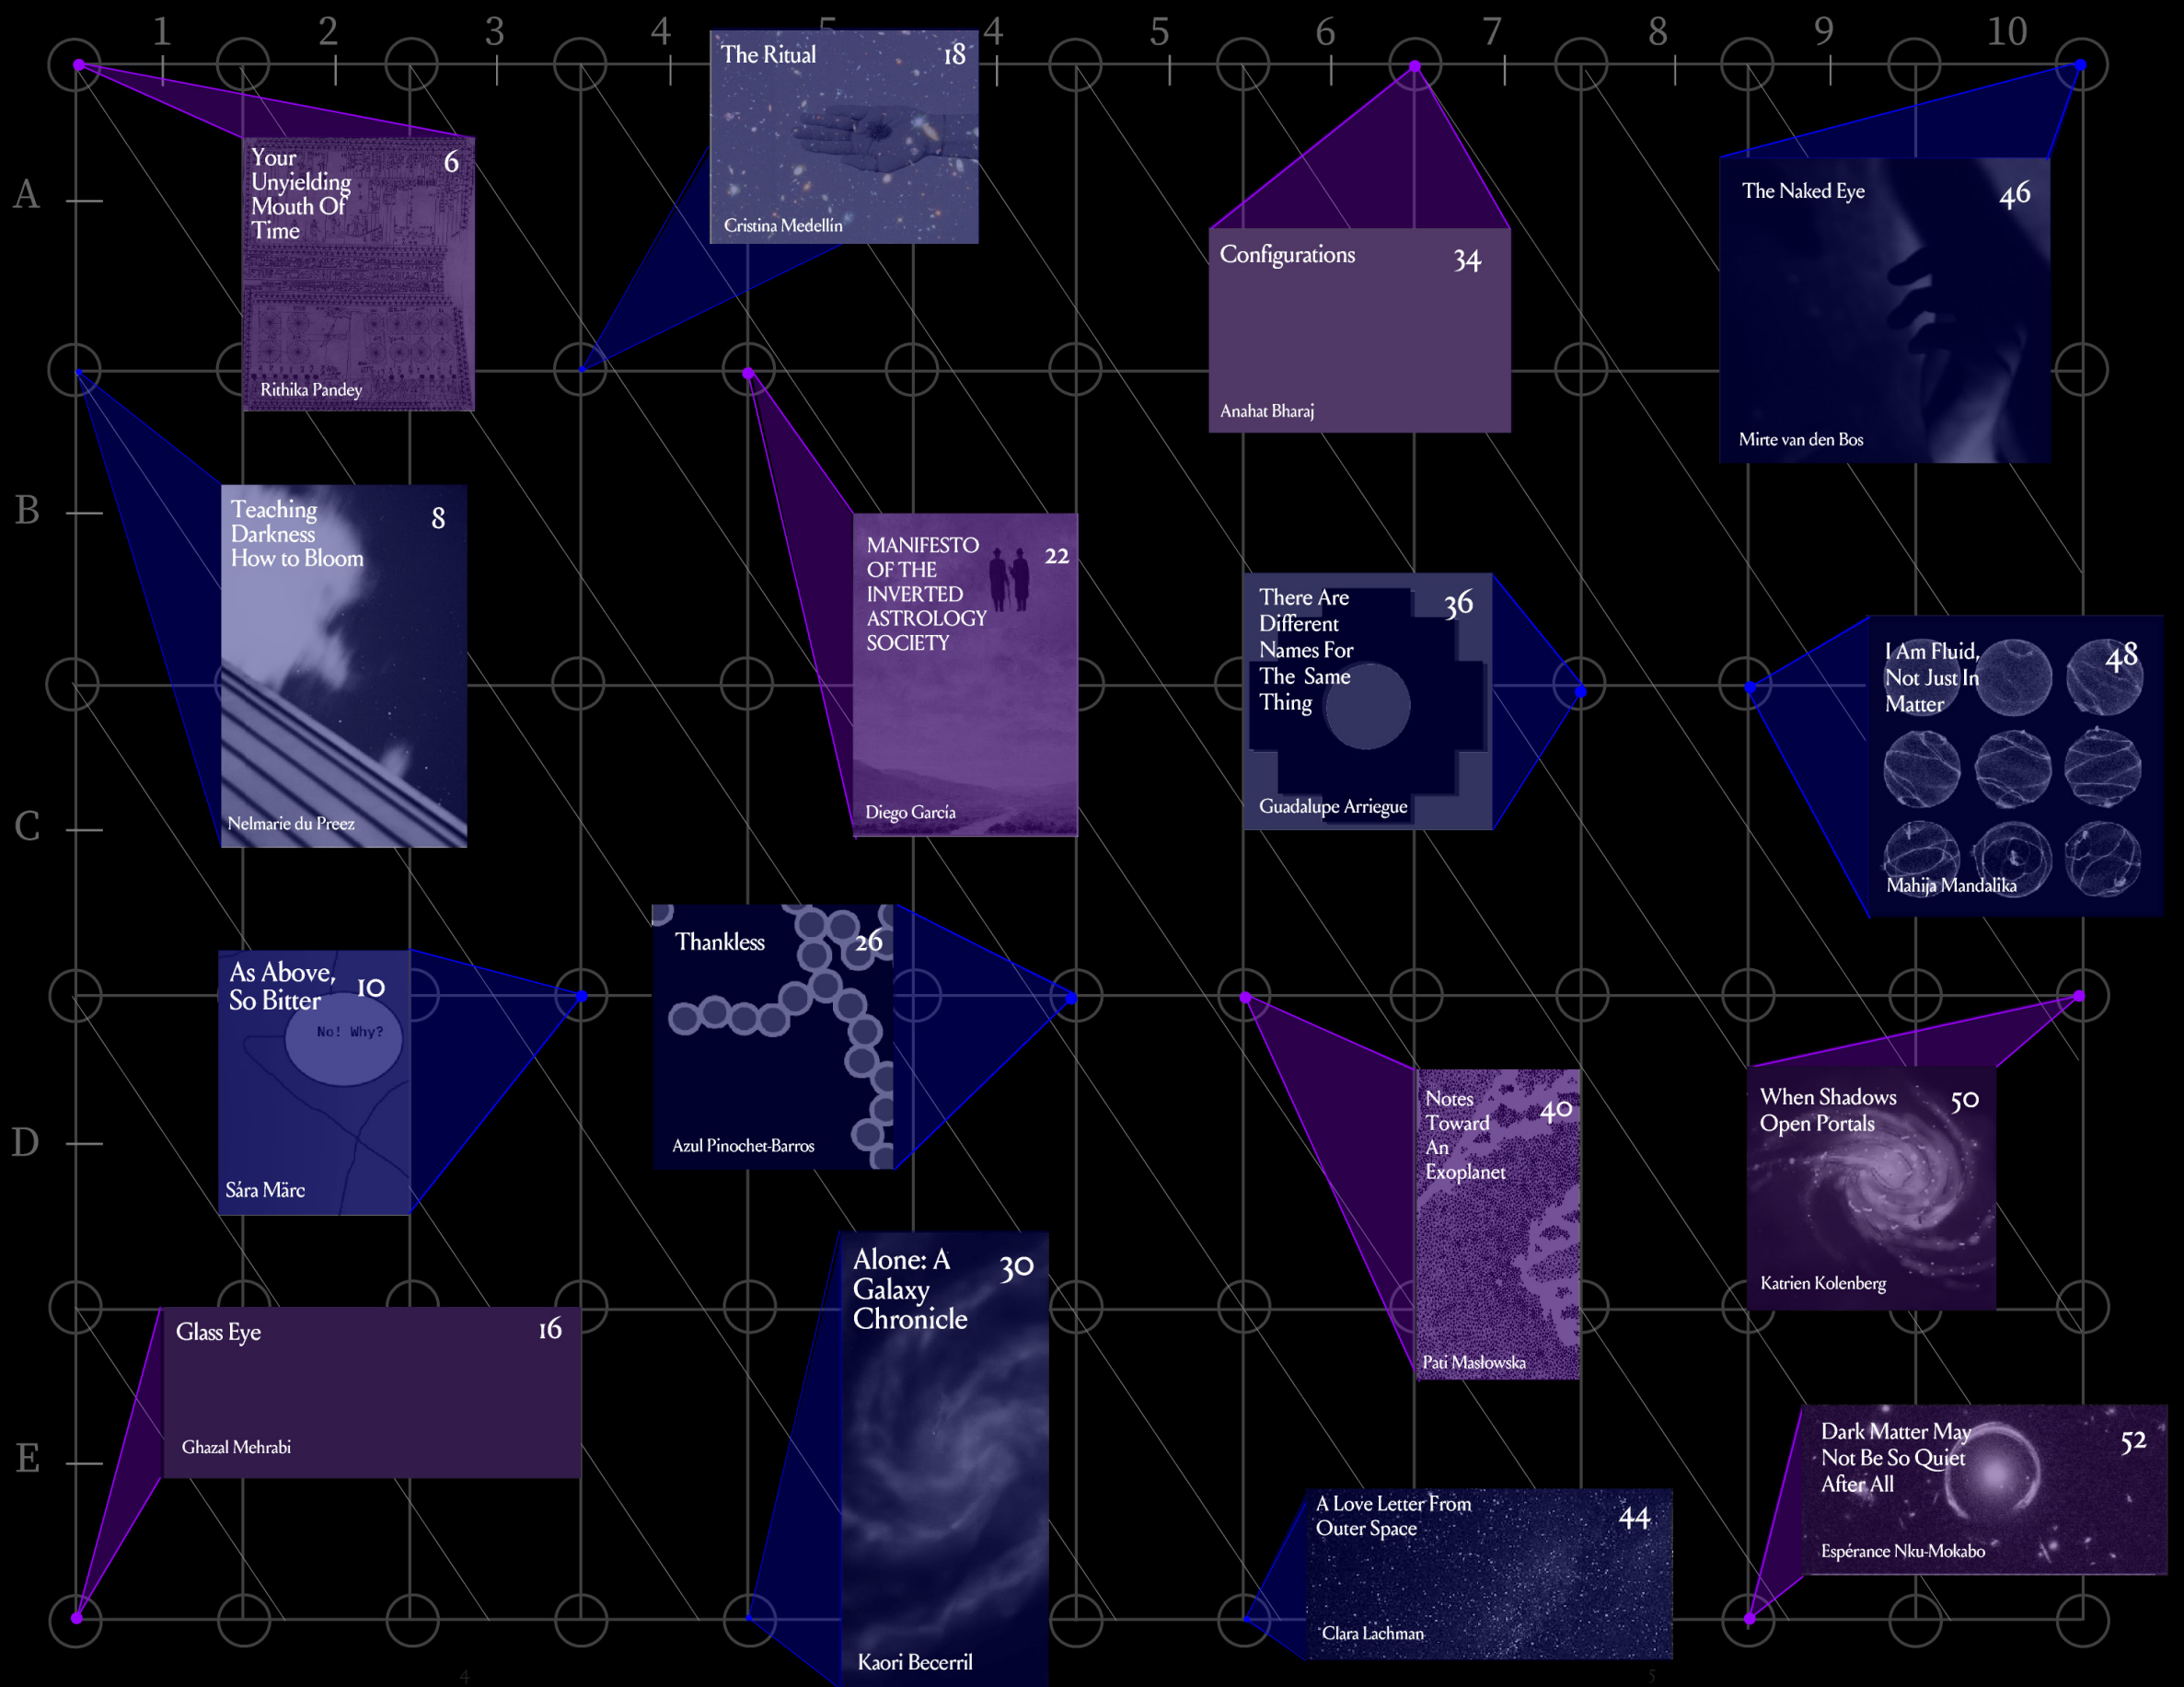 1 2 3 4 5 4 5 6 7 8 9 10
A
B
C
D
E
Your
Unyielding
Mouth Of
Time
6
Rithika Pandey
The Ritual
18
Cristina Medellín
Configurations
34
Anahat Bharaj
The Naked Eye
46
Mirte van den Bos
Teaching
Darkness
How to Bloom
8
Nelmarie du Preez
MANIFESTO
OF THE
INVERTED
ASTROLOGY
SOCIETY
22
Diego García
There Are
Different
Names For
The Same
Thing
36
Guadalupe Arriegue
I Am Fluid,
Not Just In
Matter
48
Mahija Mandalika
As Above,
So Bitter
10
No! Why?
Sára Märc
Thankless
26
Azul Pinochet-Barros
Notes
Toward
An
Exoplanet
40
Pati Masłowska
When Shadows
Open Portals
50
Katrien Kolenberg
Glass Eye
16
Ghazal Mehrabi
Alone: A
Galaxy
Chronicle
30
Kaori Becerril
A Love Letter From
Outer Space
44
Clara Lachman
Dark Matter May
Not Be So Quiet
After All
52
Espérance Nku-Mokabo
4
5